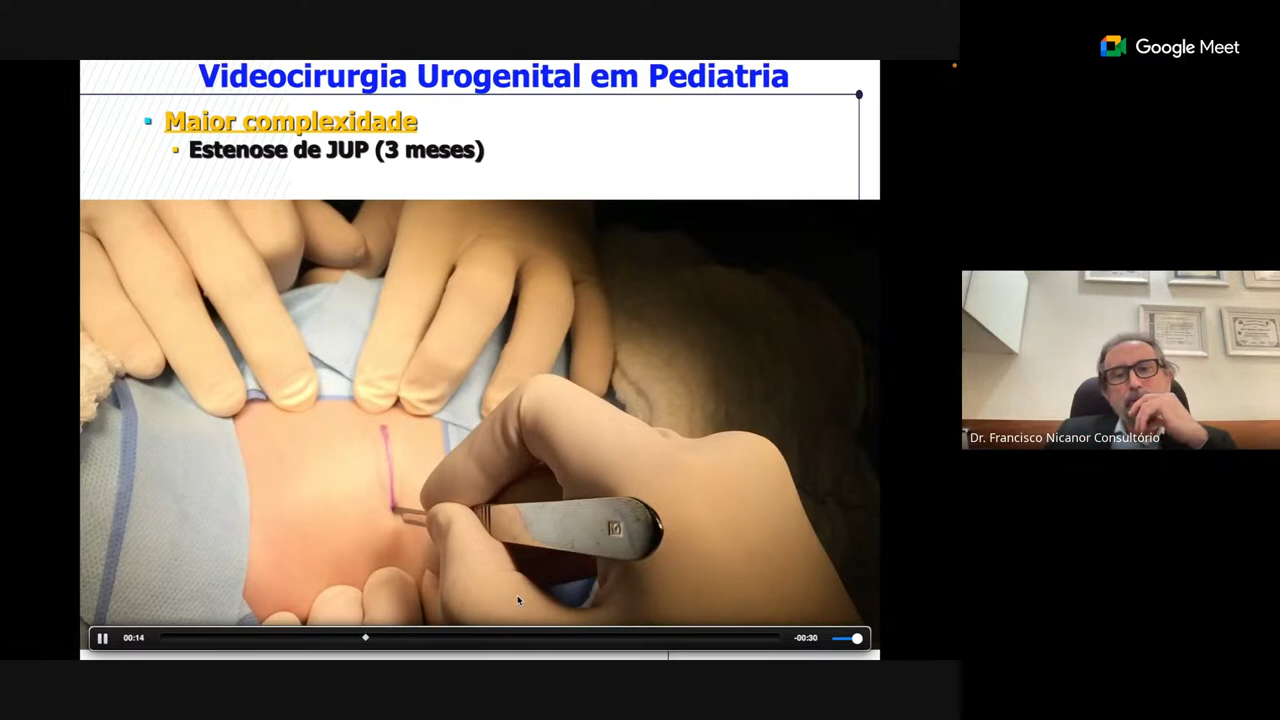 Videocirurgia Urogenital em Pediatria
Maior complexidade
Estenose de JUP (3 meses)
00:14
-00:30
Google Meet
Dr. Francisco Nicanor Consultório